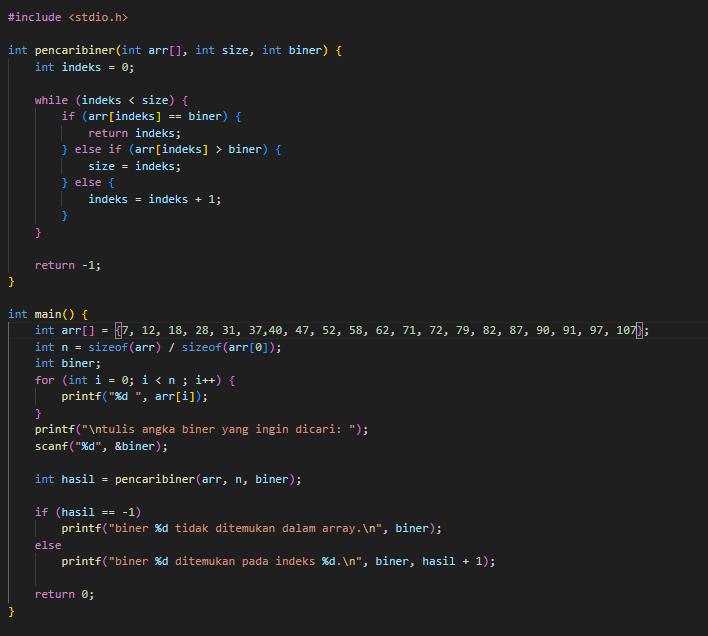 #include <stdio.h>
int pencaribiner(int arr[], int size, int biner) {
int indeks = 0;
while (indeks < size) {
if (arr[indeks] == biner) {
return indeks;
} else if (arr[indeks] > biner) {
size = indeks;
} else {
indeks = indeks + 1;
}
}
return -1;
}
int main() {
int arr[] = {7, 12, 18, 28, 31, 37,40, 47, 52, 58, 62, 71, 72, 79, 82, 87, 90, 91, 97, 107};
int n = sizeof(arr) / sizeof(arr[0]);
int biner;
for (int i = 0; i < n ; i++) {
printf("%d ", arr[i]);
}
printf("\ntulis angka biner yang ingin dicari: ");
scanf("%d", &biner);
int hasil = pencaribiner(arr, n, biner);
if (hasil == -1)
printf("biner %d tidak ditemukan dalam array.\n", biner);
else
printf("biner %d ditemukan pada indeks %d.\n", biner, hasil + 1);
return 0;
}